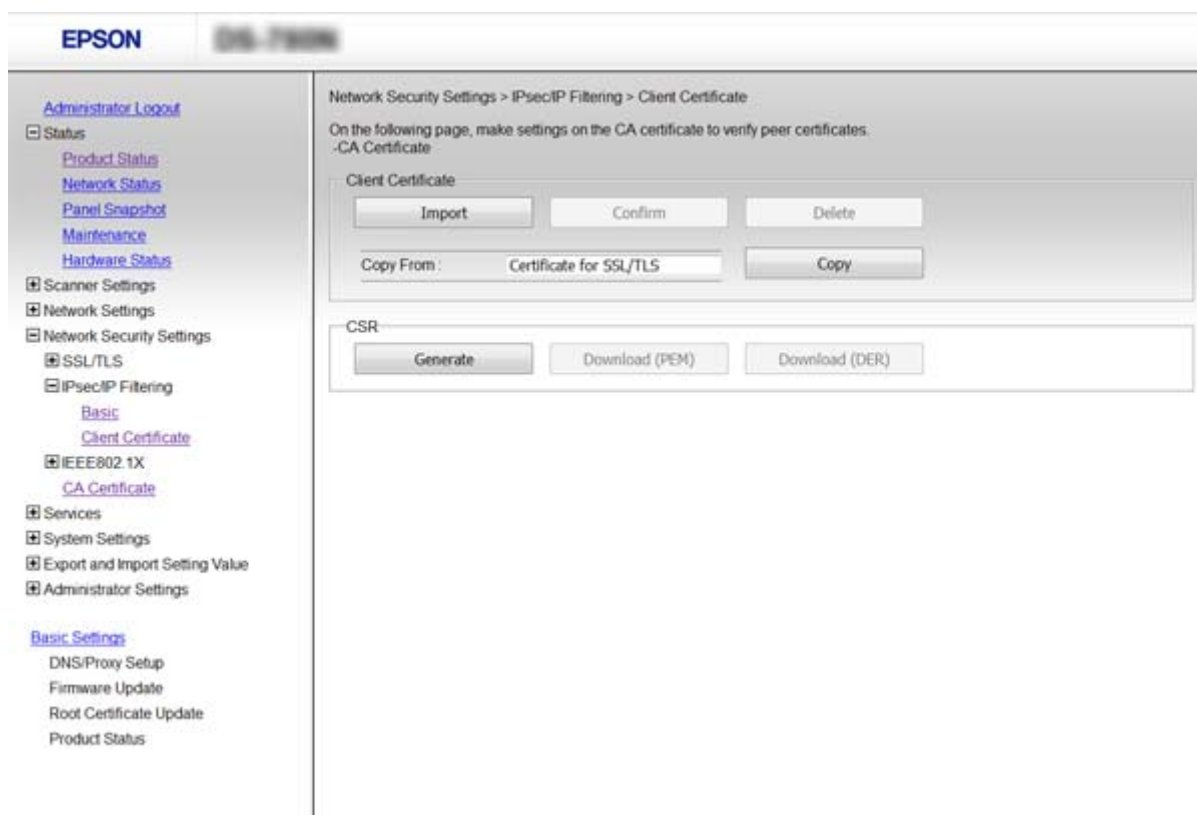 EPSON
Administrator Logout
Status
Product Status
Network Status
Panel Snapshot
Maintenance
Hardware Status
Scanner Settings
Network Settings
Network Security Settings
SSL/TLS
IPsec/IP Filtering
Basic
Client Certificate
IEEE802.1X
CA Certificate
Services
System Settings
Export and Import Setting Value
Administrator Settings
Basic Settings
DNS/Proxy Setup
Firmware Update
Root Certificate Update
Product Status
Network Security Settings > IPsec/IP Filtering > Client Certificate
On the following page, make settings on the CA certificate to verify peer certificates.
-CA Certificate
Client Certificate
Import Confirm Delete
Copy From : Certificate for SSL/TLS Copy
CSR
Generate Download (PEM) Download (DER)